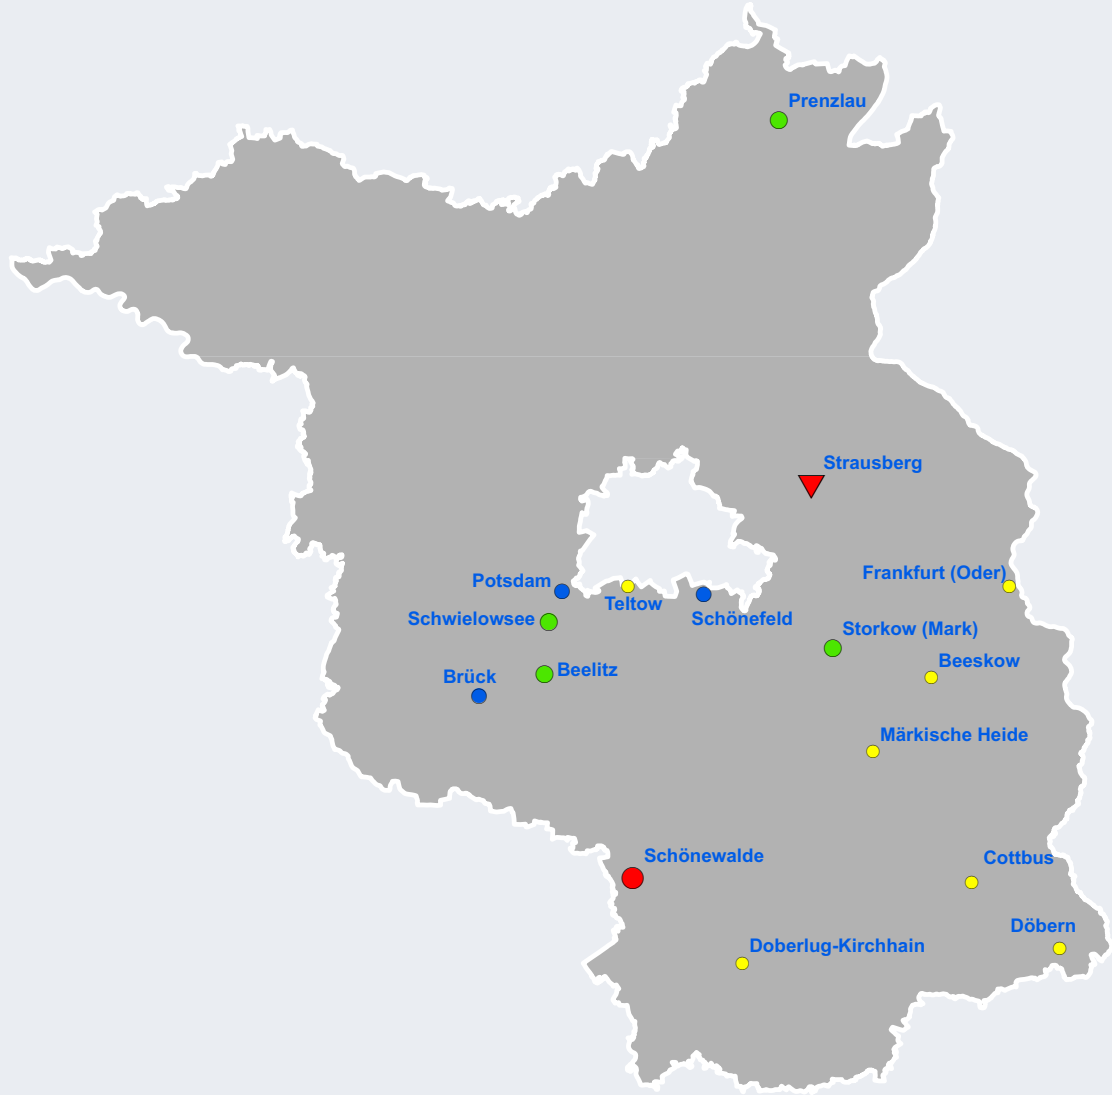 Prenzlau
Strausberg
Potsdam
Frankfurt (Oder)
Teltow
Schwielowsee
Schönefeld
Storkow (Mark)
Beeskow
Brück
Beelitz
Märkische Heide
Schönewalde
Cottbus
Döbern
Doberlug-Kirchhain